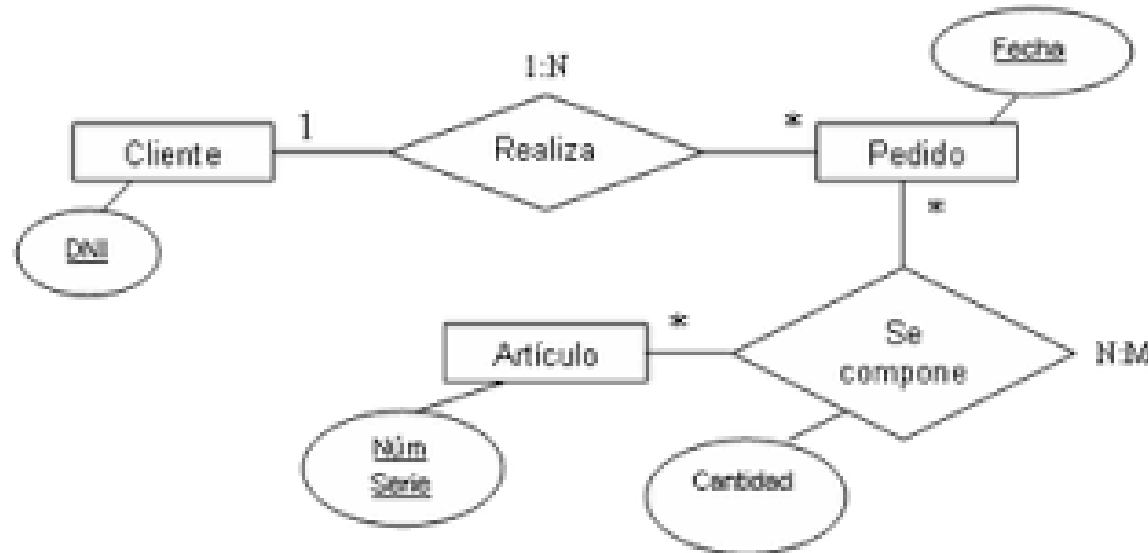 Fecha
1:N
Cliente
1
Realiza
*
Pedido
*
DNI
Artículo
*
Se
compone
N:M
Núm
Serie
Cantidad